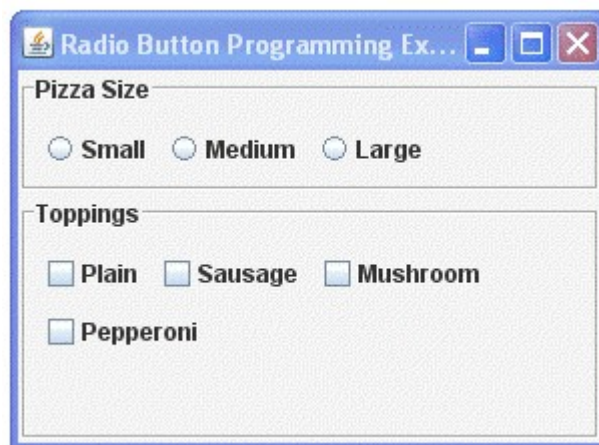 Radio Button Programming Ex...
Pizza Size
Small Medium Large
Toppings
Plain Sausage Mushroom
Pepperoni